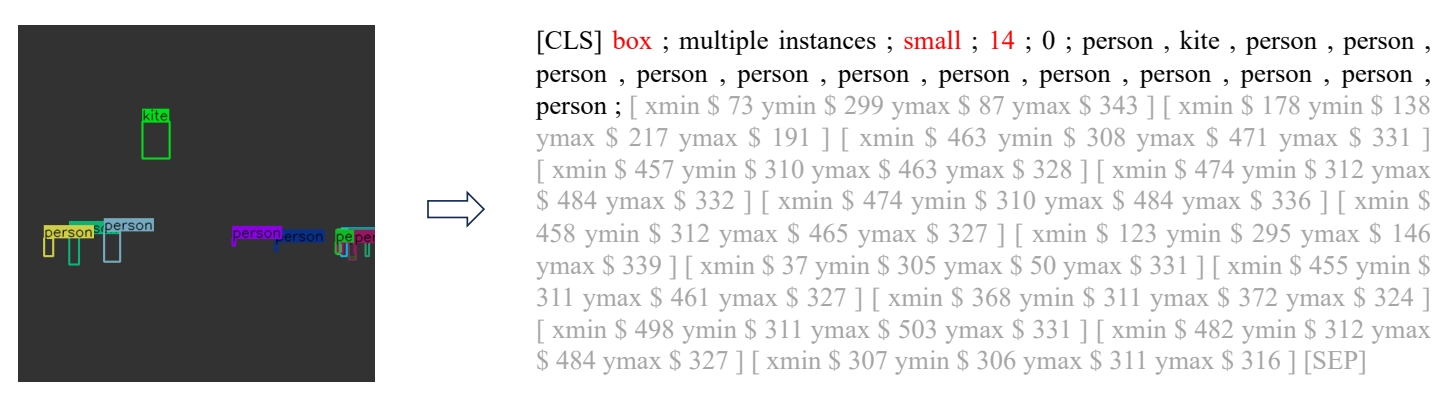 kite
person
person
person
person
pe
per
[CLS] box ; multiple instances ; small ; 14 ; 0 ; person , kite , person , person ,
person , person , person , person , person , person , person , person , person ,
person ; [ xmin $ 73 ymin $ 299 ymax $ 87 ymax $ 343 ] [ xmin $ 178 ymin $ 138
ymax $ 217 ymax $ 191 ] [ xmin $ 463 ymin $ 308 ymax $ 471 ymax $ 331 ]
[ xmin $ 457 ymin $ 310 ymax $ 463 ymax $ 328 ] [ xmin $ 474 ymin $ 312 ymax
$ 484 ymax $ 332 ] [ xmin $ 474 ymin $ 310 ymax $ 484 ymax $ 336 ] [ xmin $
458 ymin $ 312 ymax $ 465 ymax $ 327 ] [ xmin $ 123 ymin $ 295 ymax $ 146
ymax $ 339 ] [ xmin $ 37 ymin $ 305 ymax $ 50 ymax $ 331 ] [ xmin $ 455 ymin $
311 ymax $ 461 ymax $ 327 ] [ xmin $ 368 ymin $ 311 ymax $ 372 ymax $ 324 ]
[ xmin $ 498 ymin $ 311 ymax $ 503 ymax $ 331 ] [ xmin $ 482 ymin $ 312 ymax
$ 484 ymax $ 327 ] [ xmin $ 307 ymin $ 306 ymax $ 311 ymax $ 316 ] [SEP]